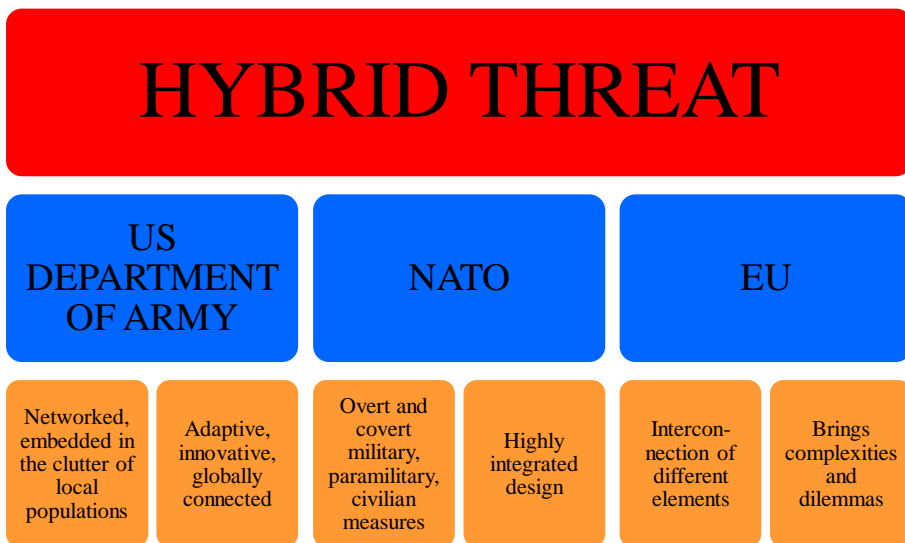 HYBRID THREAT
US
DEPARTMENT
OF ARMY
NATO
EU
Networked,
embedded in
the clutter of
local
populations
Adaptive,
innovative,
globally
connected
Overt and
covert
military,
paramilitary,
civilian
measures
Highly
integrated
design
Intercon-
nection of
different
elements
Brings
complexities
and
dilemmas